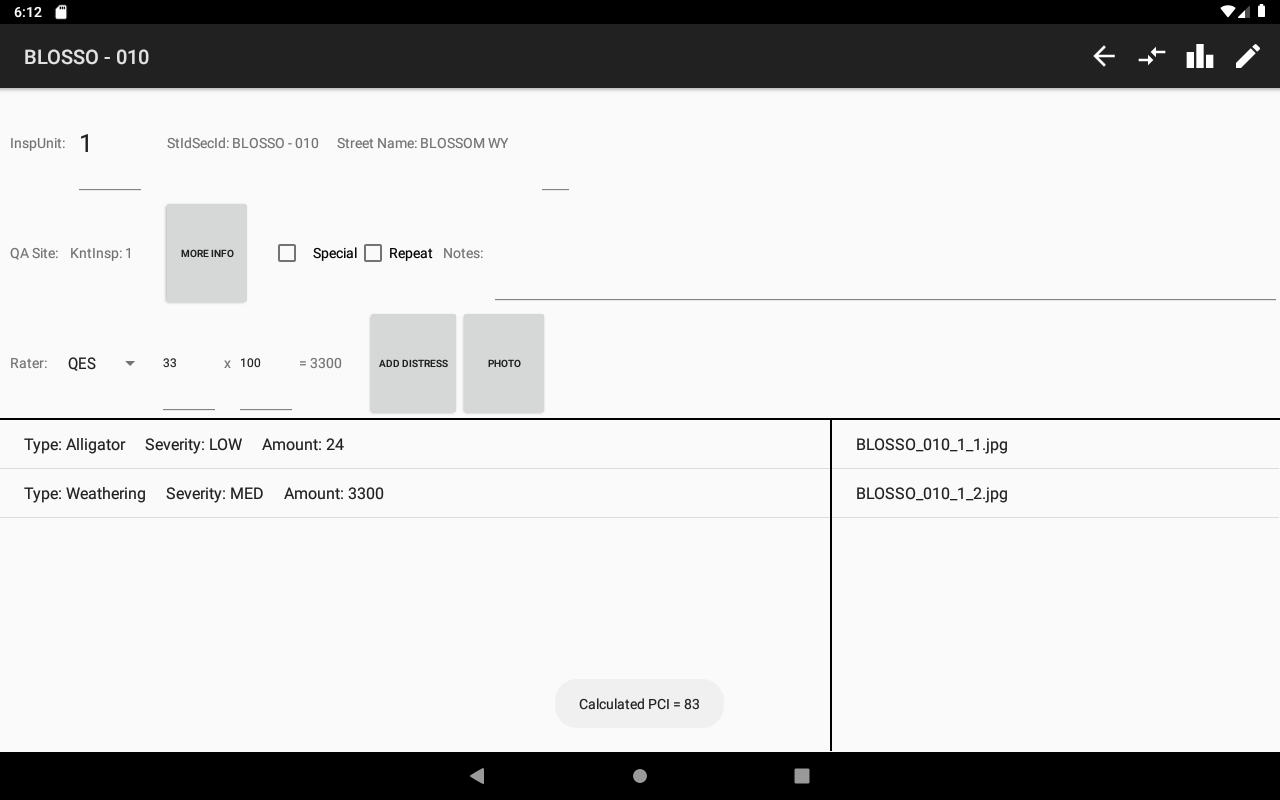 6:12
BLOSSO - 010
InspUnit: 1 StIdSecId: BLOSSO - 010 Street Name: BLOSSOM WY
QA Site: KntInsp: 1 MORE INFO Special Repeat Notes:
Rater: QES 33 x 100 = 3300 ADD DISTRESS PHOTO
Type: Alligator Severity: LOW Amount: 24
BLOSSO_010_1_1.jpg
Type: Weathering Severity: MED Amount: 3300
BLOSSO_010_1_2.jpg
Calculated PCI = 83